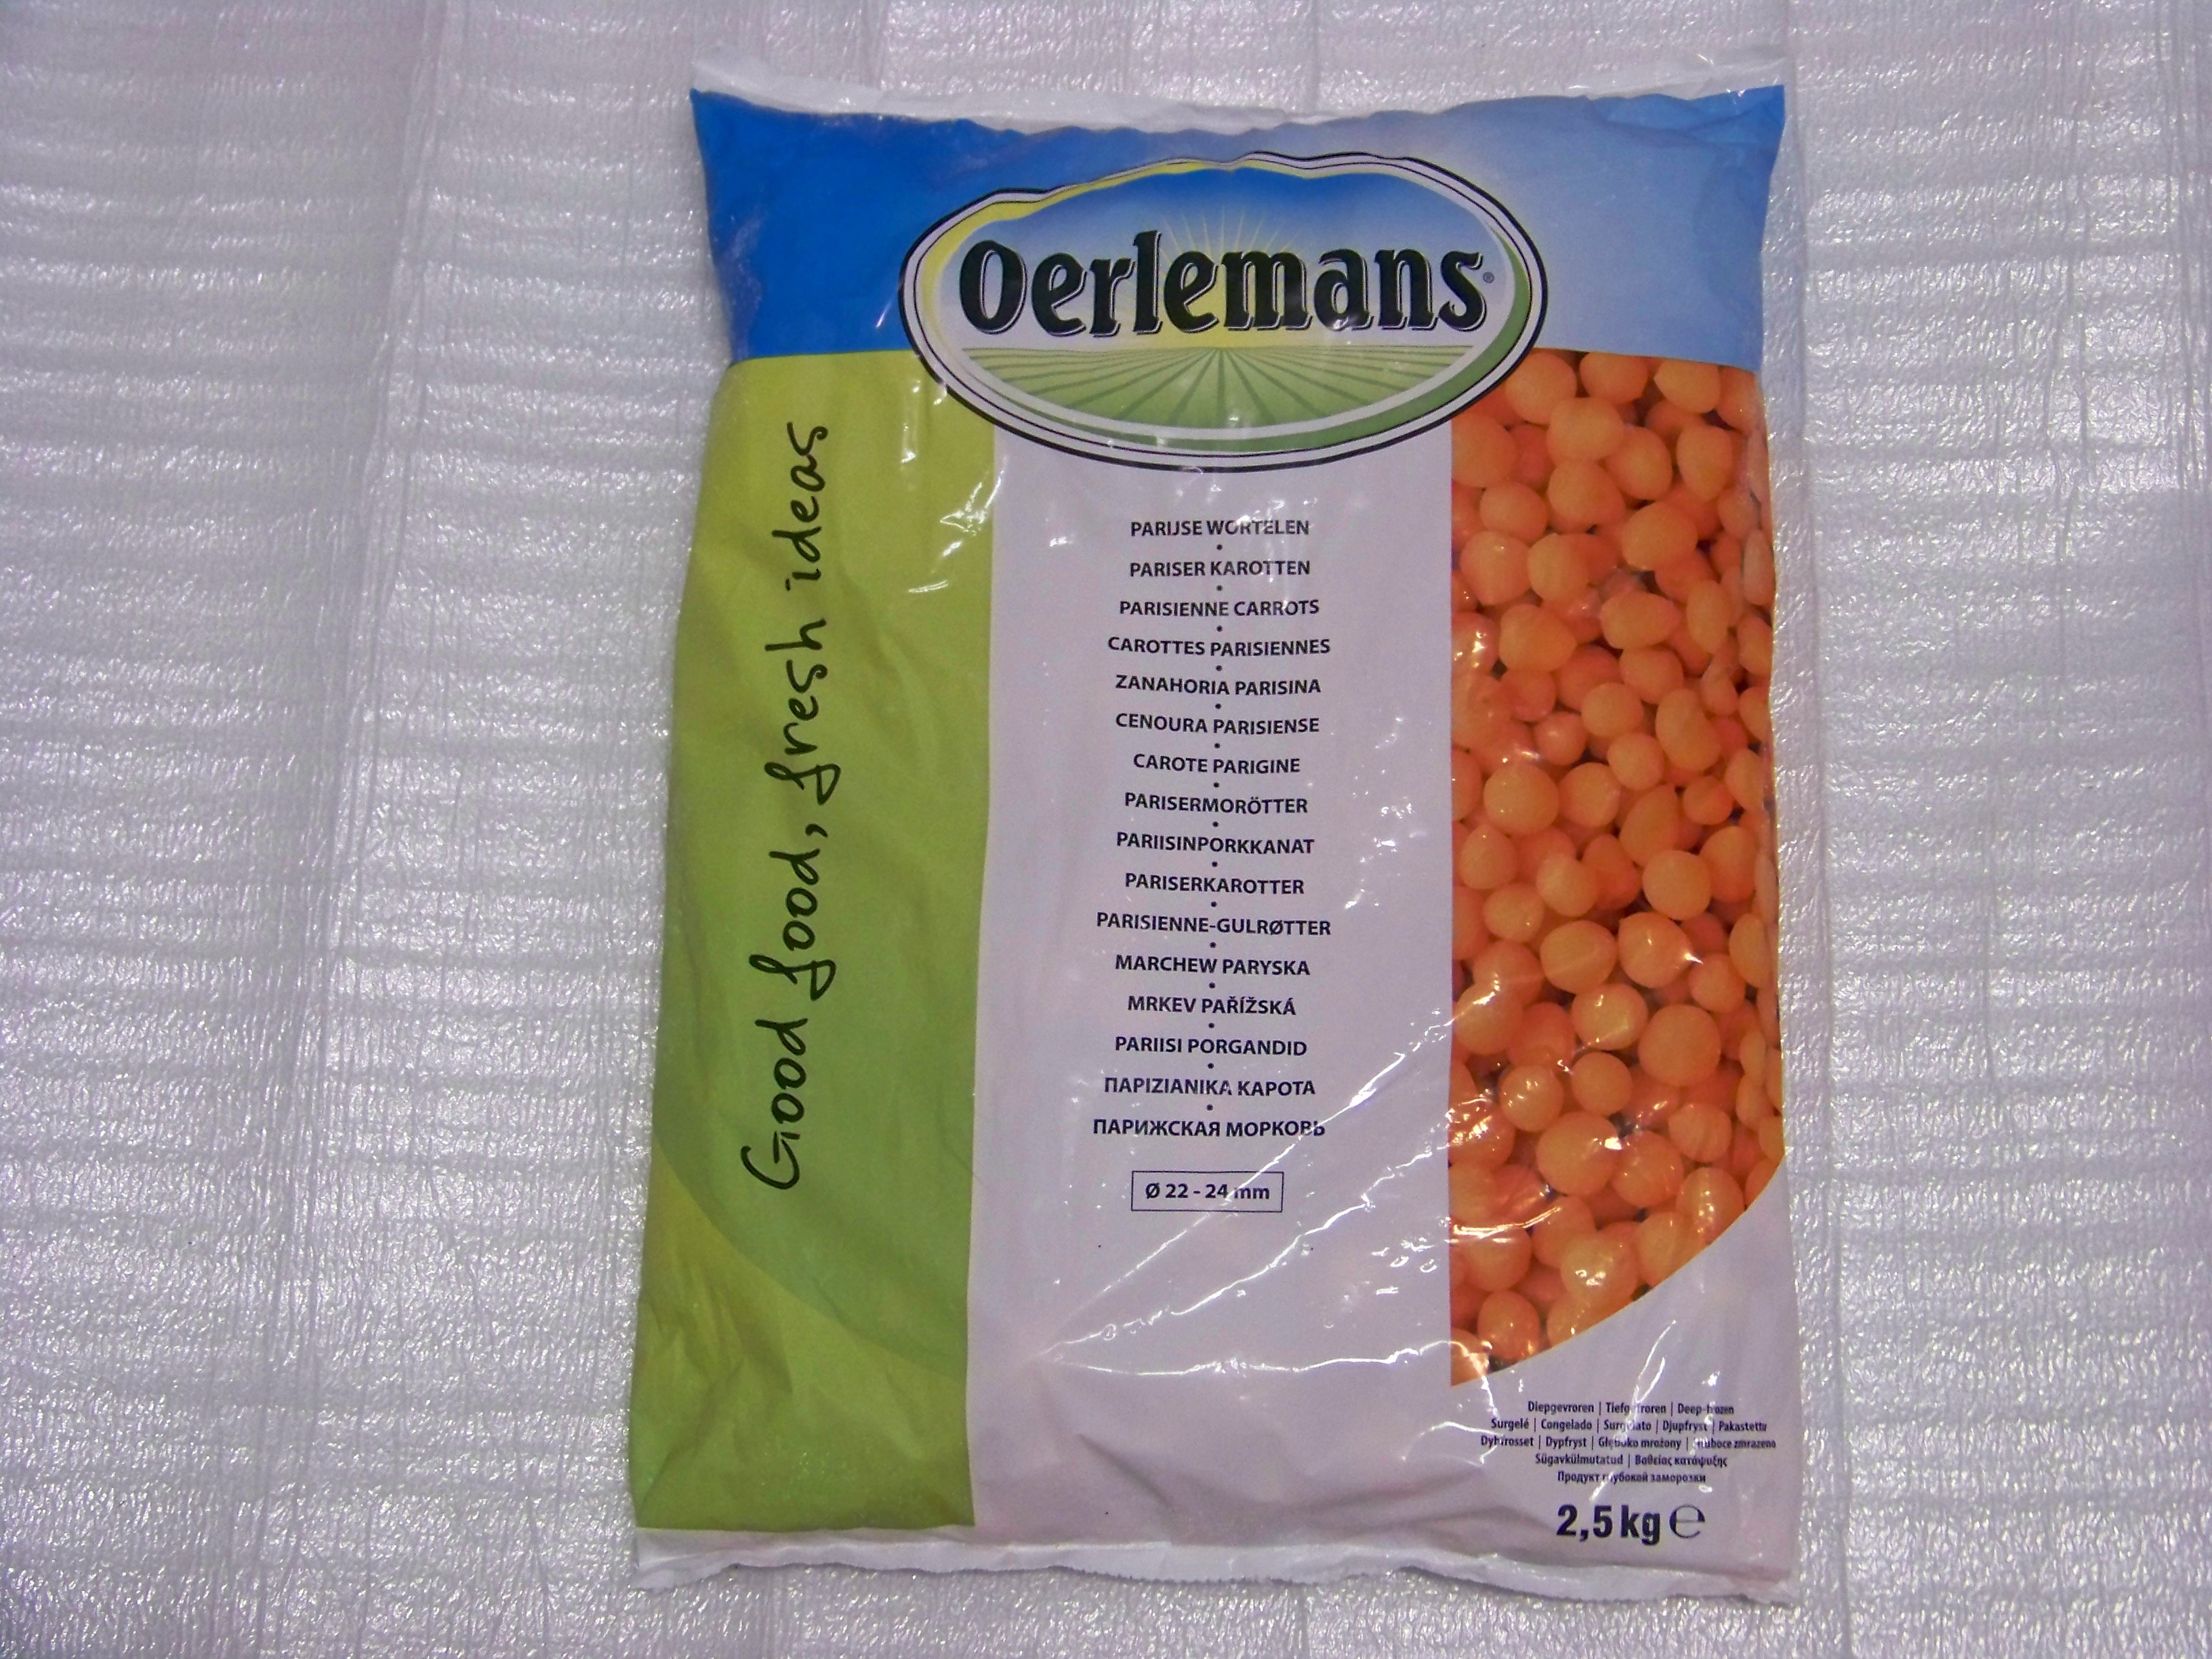 Oerlemans®
Good food, fresh ideas
PARIJSE WORTELEN
•
PARISER KAROTTEN
•
PARISIENNE CARROTS
•
CAROTTES PARISIENNES
•
ZANAHORIA PARISINA
•
CENOURA PARISIENSE
•
CAROTE PARIGINE
•
PARISERMORÖTTER
•
PARIISINPORKKANAT
•
PARISERKAROTTER
•
PARISIENNE-GULRØTTER
•
MARCHEW PARYSKA
•
MRKEV PAŘÍŽSKÁ
•
PARIISI PORGANDID
•
ΠΑΡΙΖΙΑΝΙΚΑ ΚΑΡΟΤΑ
•
ПАРИЖСКАЯ МОРКОВЬ
Ø 22 - 24 mm
Diepgevroren | Tiefgefroren | Deep-frozen
Surgelé | Congelado | Surgelato | Djupfryst | Pakastettu
Dybfrosset | Dypfryst | Głęboko mrożony | Hluboce zmrazeno
Sügavkülmutatud | Βαθείας κατάψυξης
Продукт глубокой заморозки
2,5 kg ℮